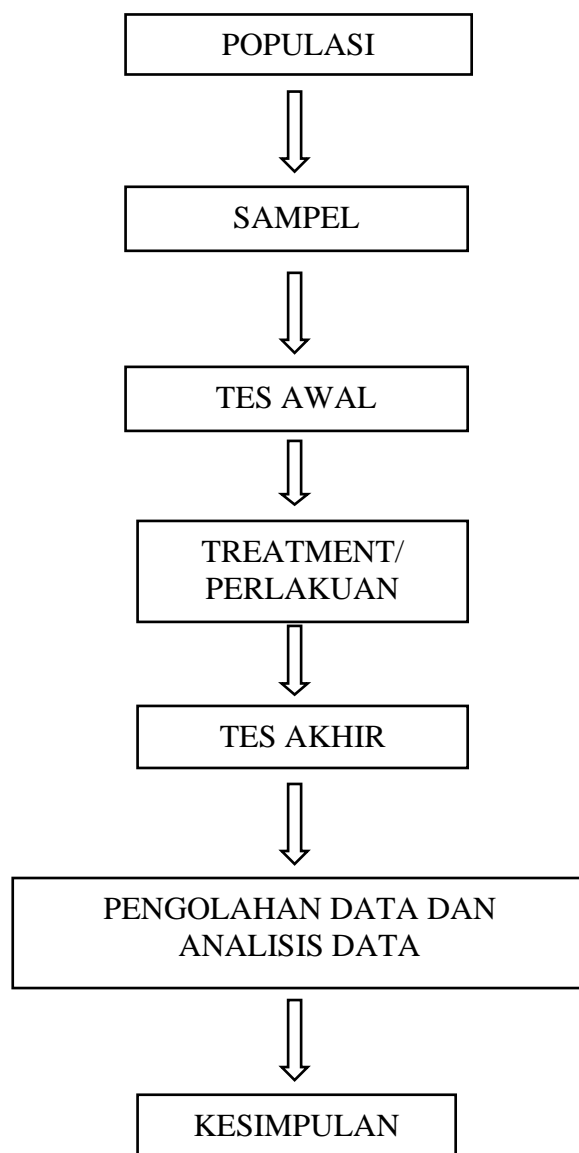 POPULASI
SAMPEL
TES AWAL
TREATMENT/
PERLAKUAN
TES AKHIR
PENGOLAHAN DATA DAN
ANALISIS DATA
KESIMPULAN